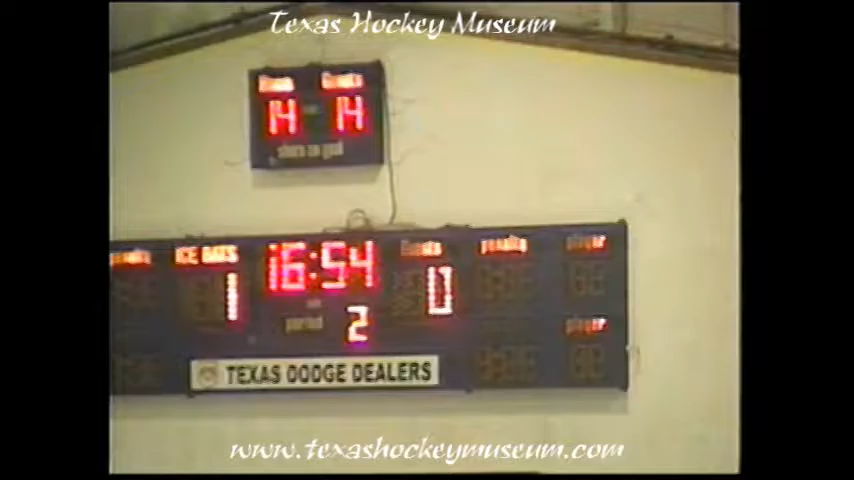 Texas Hockey Museum
Guests
14 14
shots on goal
penalty ICE BATS 16:54 Guests penalty player
1 0
period 2
player
TEXAS DODGE DEALERS
www.texashockeymuseum.com